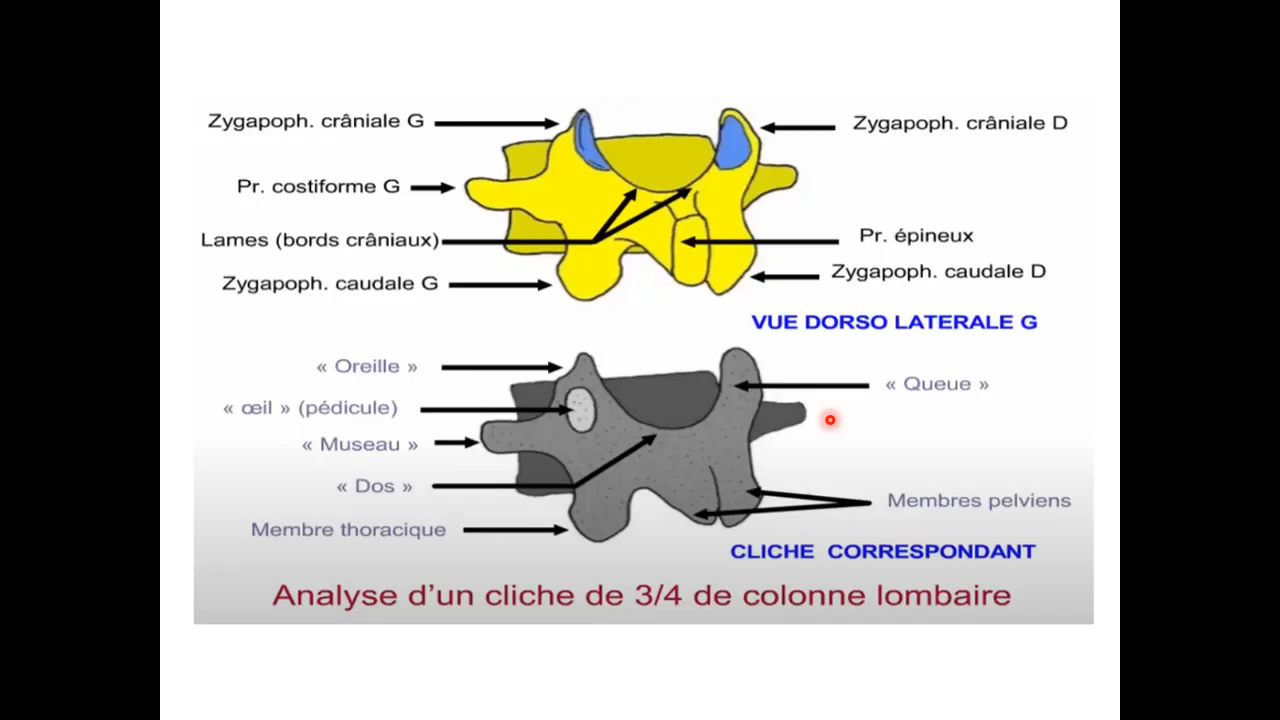 Zygapoph. crâniale G
Zygapoph. crâniale D
Pr. costiforme G
Lames (bords crâniaux)
Pr. épineux
Zygapoph. caudale G
Zygapoph. caudale D
VUE DORSO LATERALE G
« Oreille »
« Queue »
« œil » (pédicule)
« Museau »
« Dos »
Membres pelviens
Membre thoracique
CLICHE CORRESPONDANT
Analyse d'un cliche de 3/4 de colonne lombaire